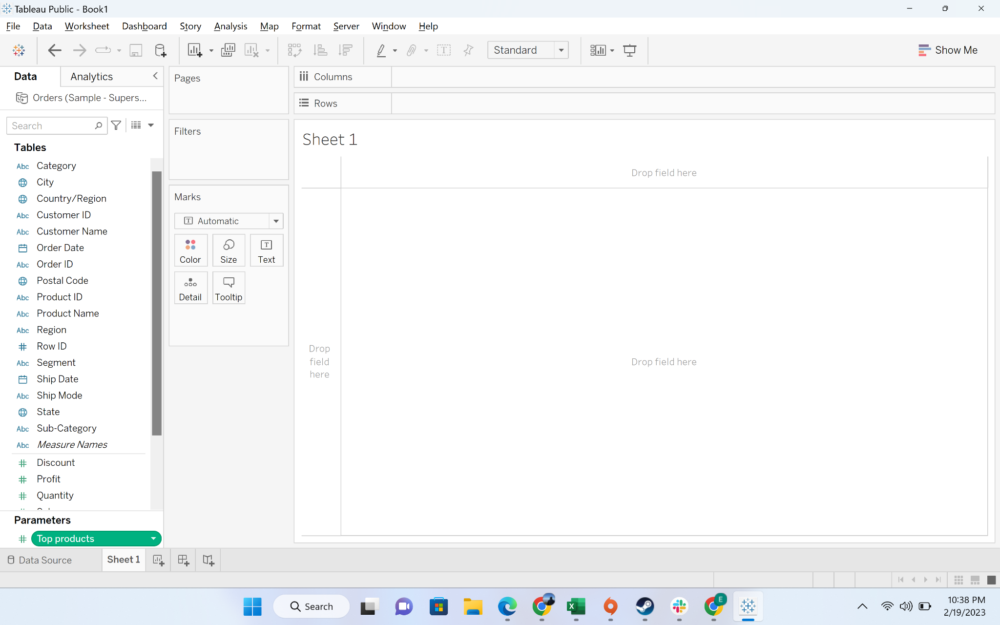 Tableau Public - Book1
File Data Worksheet Dashboard Story Analysis Map Format Server Window Help
Standard
Show Me
Data Analytics
Orders (Sample - Supers...
Search
Tables
Abc Category
City
Country/Region
Abc Customer ID
Abc Customer Name
Order Date
Abc Order ID
Postal Code
Abc Product ID
Abc Product Name
Abc Region
# Row ID
Abc Segment
Ship Date
Abc Ship Mode
State
Abc Sub-Category
Abc Measure Names
# Discount
# Profit
# Quantity
Parameters
# Top products
Pages
Filters
Marks
T Automatic
Color Size T Text
Detail Tooltip
Columns
Rows
Sheet 1
Drop field here
Drop
field
here
Drop field here
Data Source Sheet 1
Search
E
10:38 PM
2/19/2023